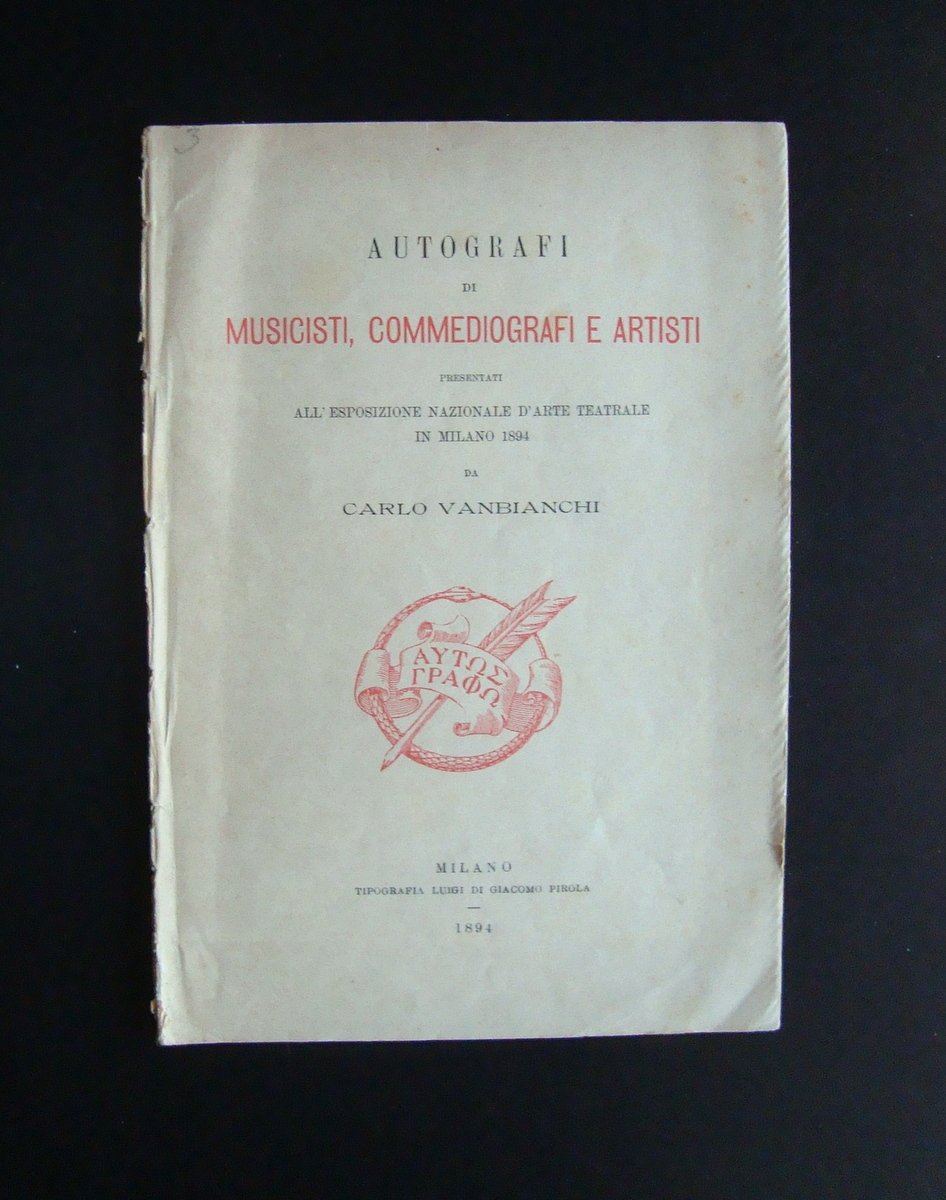 3
AUTOGRAFI
DI
MUSICISTI, COMMEDIOGRAFI E ARTISTI
PRESENTATI
ALL' ESPOSIZIONE NAZIONALE D'ARTE TEATRALE
IN MILANO 1894
DA
CARLO VANBIANCHI
ΑΥΤΩΣ
ΓΡΑΦΩ
MILANO
TIPOGRAFIA LUIGI DI GIACOMO PIROLA
—
1894